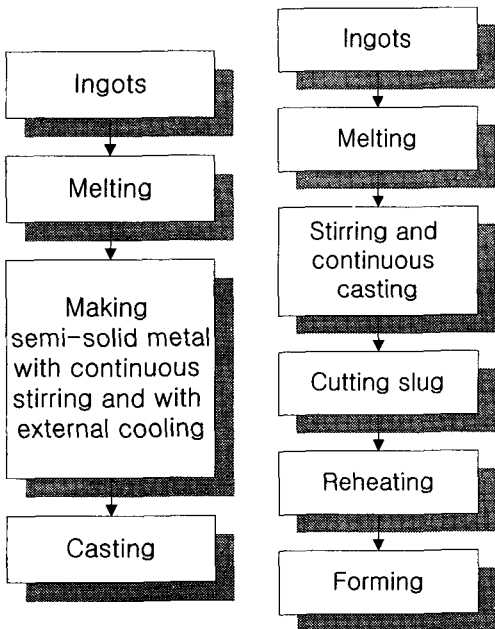 Ingots
Melting
Making
semi-solid metal
with continuous
stirring and with
external cooling
Casting
Ingots
Melting
Stirring and
continuous
casting
Cutting slug
Reheating
Forming